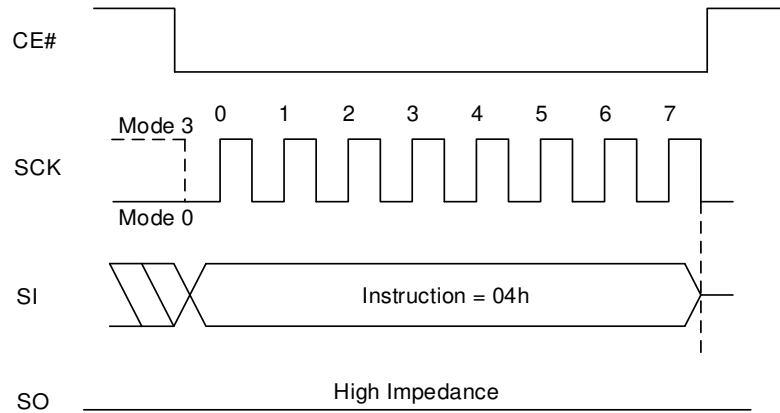 CE#
0 1 2 3 4 5 6 7
Mode 3
SCK
Mode 0
SI
Instruction = 04h
High Impedance
SO